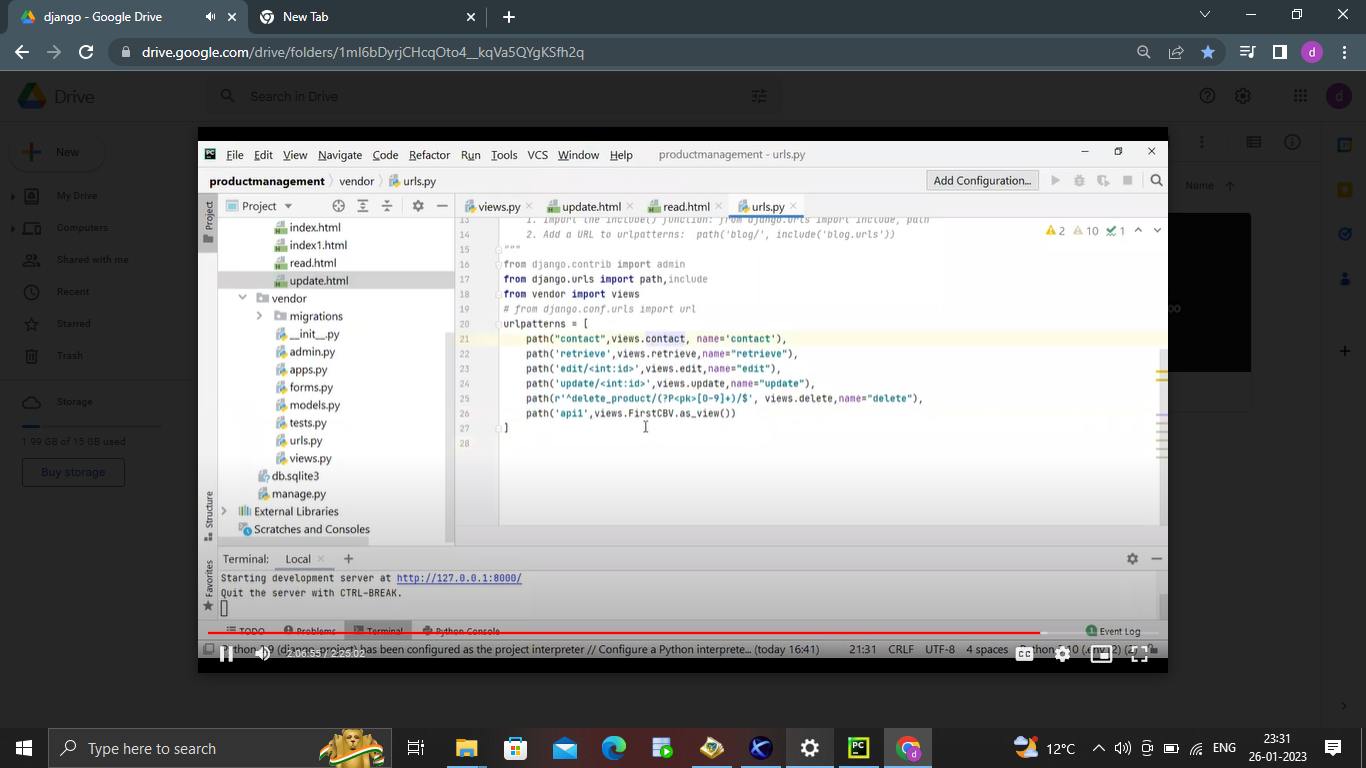 django - Google Drive
New Tab
drive.google.com/drive/folders/1mI6bDyrjCHcqOto4__kqVa5QYgKSfh2q
d
Drive
Search in Drive
d
New
My Drive
Computers
Shared with me
Recent
Starred
Trash
Storage
1.99 GB of 15 GB used
Buy storage
Name
File Edit View Navigate Code Refactor Run Tools VCS Window Help productmanagement - urls.py
productmanagement vendor urls.py
Add Configuration...
Project
Project
views.py update.html read.html urls.py
index.html
index1.html
read.html
update.html
vendor
migrations
__init__.py
admin.py
apps.py
forms.py
models.py
tests.py
urls.py
views.py
db.sqlite3
manage.py
External Libraries
Scratches and Consoles
2 10 1
13 1. Import the include() function: from django.urls import include, path
14 2. Add a URL to urlpatterns: path('blog/', include('blog.urls'))
15 """
16 from django.contrib import admin
17 from django.urls import path,include
18 from vendor import views
19 # from django.conf.urls import url
20 urlpatterns = [
21 path("contact",views.contact, name='contact'),
22 path('retrieve',views.retrieve,name="retrieve"),
23 path('edit/<int:id>',views.edit,name="edit"),
24 path('update/<int:id>',views.update,name="update"),
25 path(r'^delete_product/(?P<pk>[0-9]+)/$', views.delete,name="delete"),
26 path('api1',views.FirstCBV.as_view())
27 ]
28
Structure
Favorites
Terminal: Local
Starting development server at http://127.0.0.1:8000/
Quit the server with CTRL-BREAK.
TODO Problems Terminal Python Console
Event Log
has been configured as the project interpreter // Configure a Python interprete... (today 16:41)
21:31 CRLF UTF-8 4 spaces
2:06:55 / 2:25:02
CC
Type here to search
12°C
ENG
23:31
26-01-2023